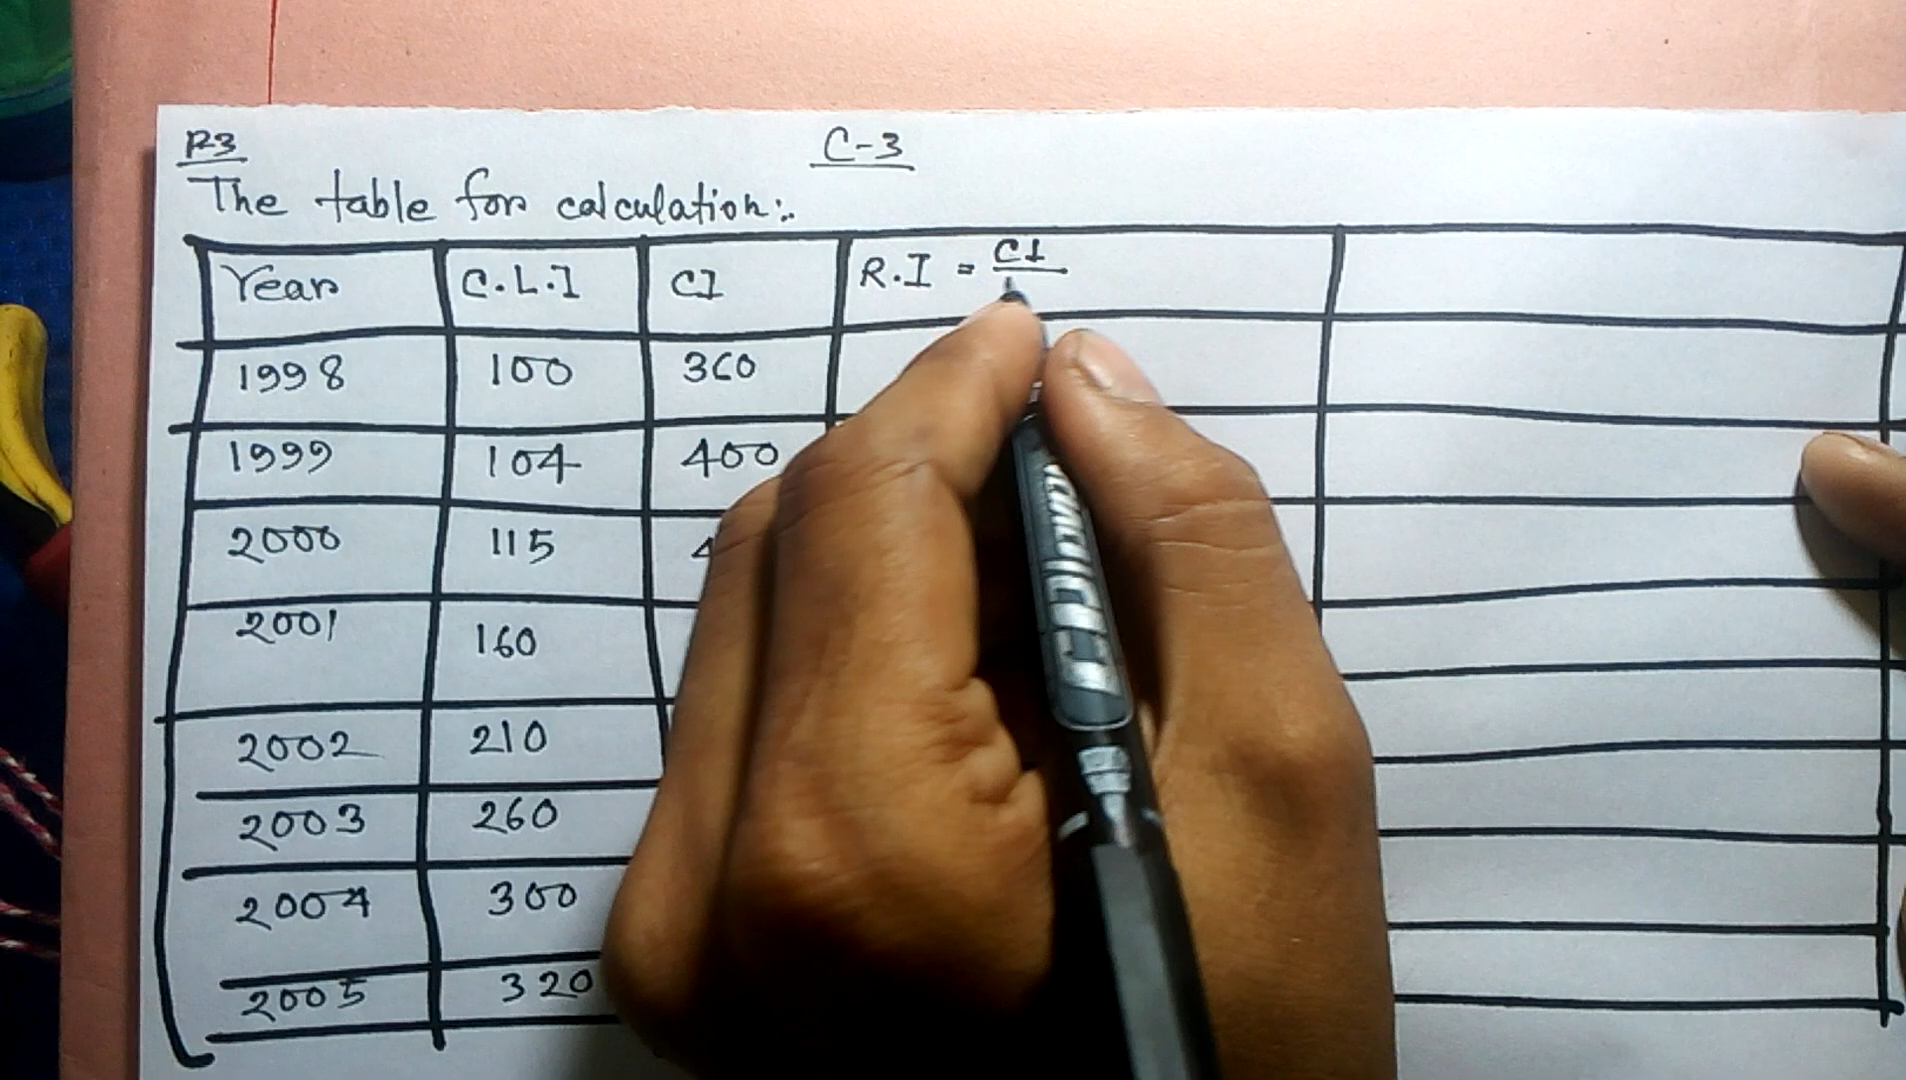 P3
C-3
The table for calculation:.
Year C.L.I CI R.I = CI
1998 100 360
1999 104 400
2000 115 4
2001 160
2002 210
2003 260
2004 300
2005 320